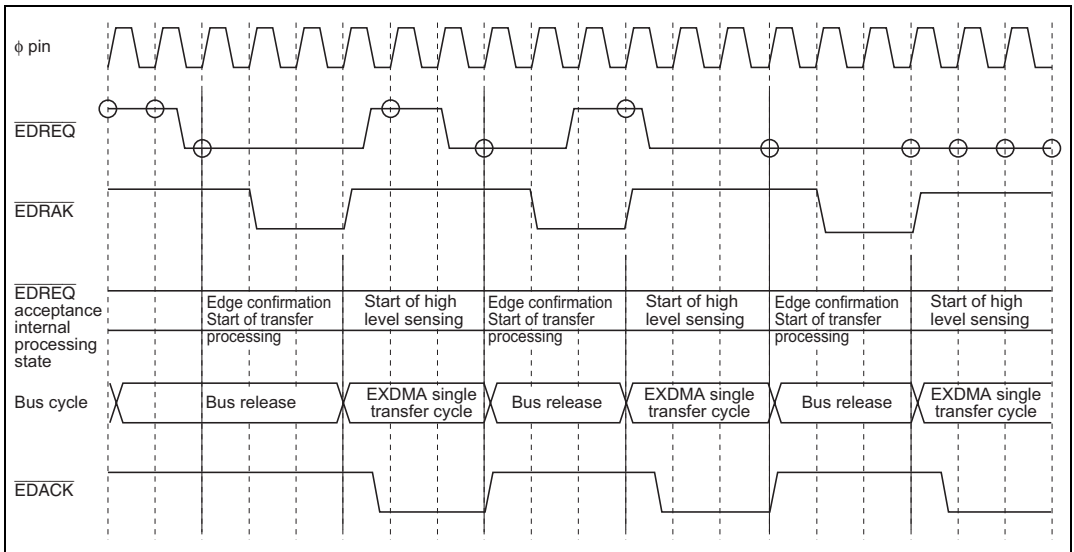 φ pin
EDREQ
EDRAK
EDREQ
acceptance
internal
processing
state
Edge confirmation
Start of transfer
processing
Start of high
level sensing
Edge confirmation
Start of transfer
processing
Start of high
level sensing
Edge confirmation
Start of transfer
processing
Start of high
level sensing
Bus cycle
Bus release
EXDMA single
transfer cycle
Bus release
EXDMA single
transfer cycle
Bus release
EXDMA single
transfer cycle
EDACK